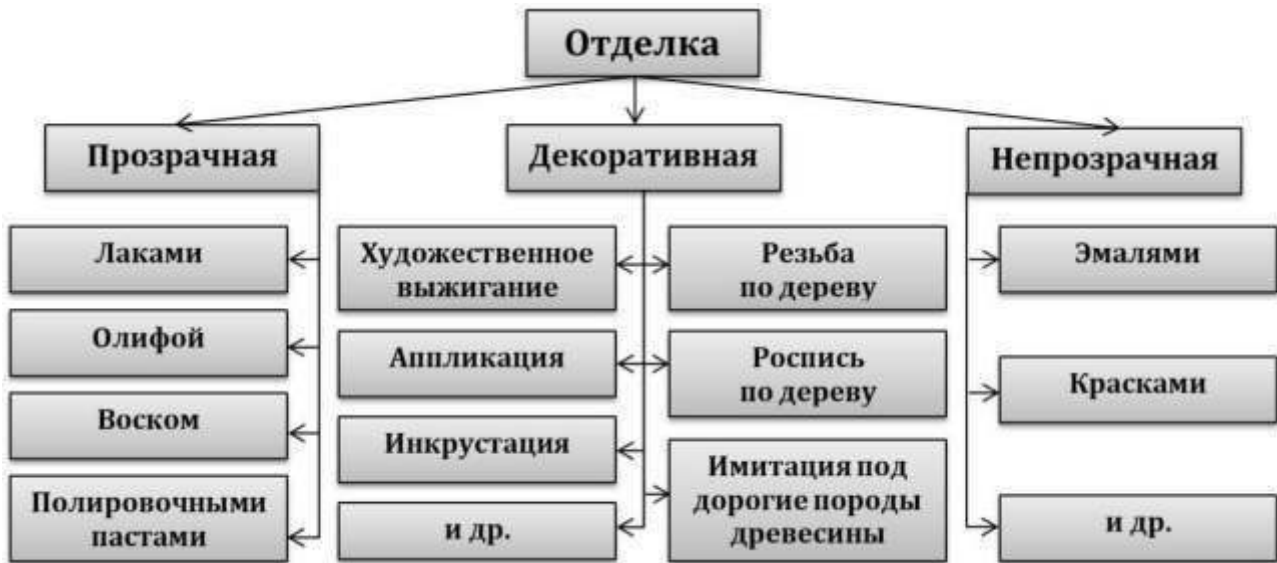 Отделка
Прозрачная
Декоративная
Непрозрачная
Лаками
Олифой
Воском
Полировочными
пастами
Художественное
выжигание
Аппликация
Инкрустация
и др.
Резьба
по дереву
Роспись
по дереву
Имитация под
дорогие породы
древесины
Эмалями
Красками
и др.